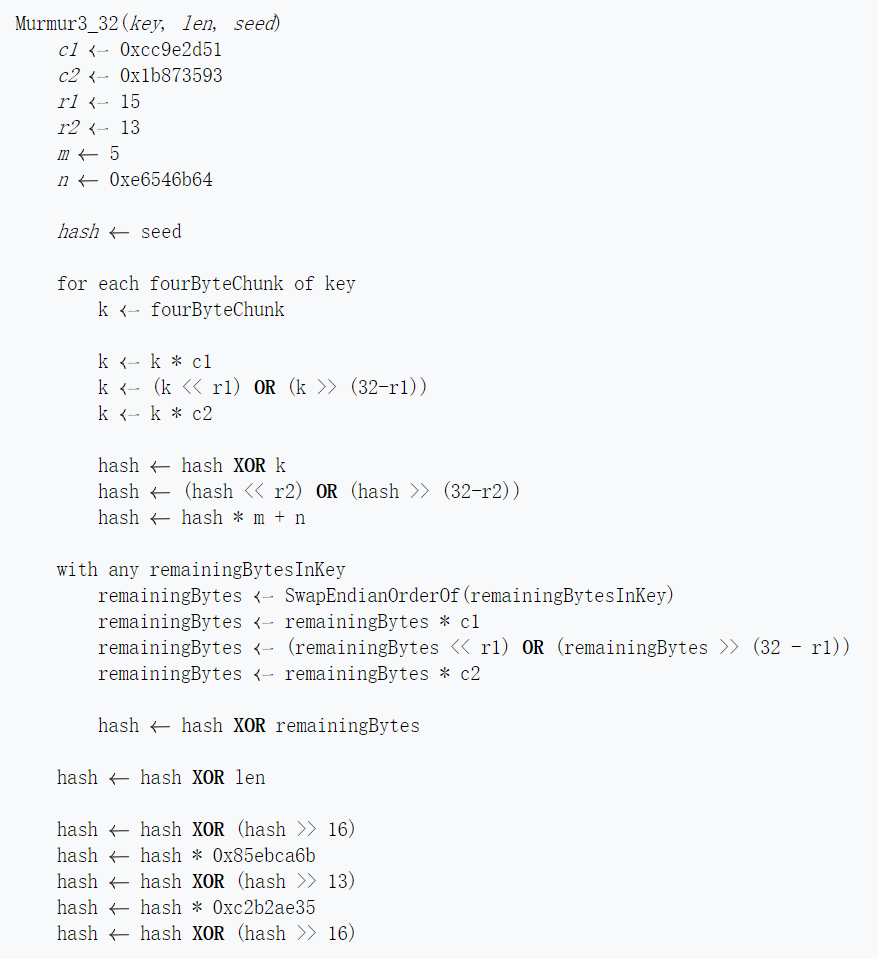 Murmur3_32(key, len, seed)
    c1 ← 0xcc9e2d51
    c2 ← 0x1b873593
    r1 ← 15
    r2 ← 13
    m ← 5
    n ← 0xe6546b64

    hash ← seed

    for each fourByteChunk of key
        k ← fourByteChunk

        k ← k * c1
        k ← (k << r1) OR (k >> (32-r1))
        k ← k * c2

        hash ← hash XOR k
        hash ← (hash << r2) OR (hash >> (32-r2))
        hash ← hash * m + n

    with any remainingBytesInKey
        remainingBytes ← SwapEndianOrderOf(remainingBytesInKey)
        remainingBytes ← remainingBytes * c1
        remainingBytes ← (remainingBytes << r1) OR (remainingBytes >> (32 - r1))
        remainingBytes ← remainingBytes * c2

        hash ← hash XOR remainingBytes

    hash ← hash XOR len

    hash ← hash XOR (hash >> 16)
    hash ← hash * 0x85ebca6b
    hash ← hash XOR (hash >> 13)
    hash ← hash * 0xc2b2ae35
    hash ← hash XOR (hash >> 16)